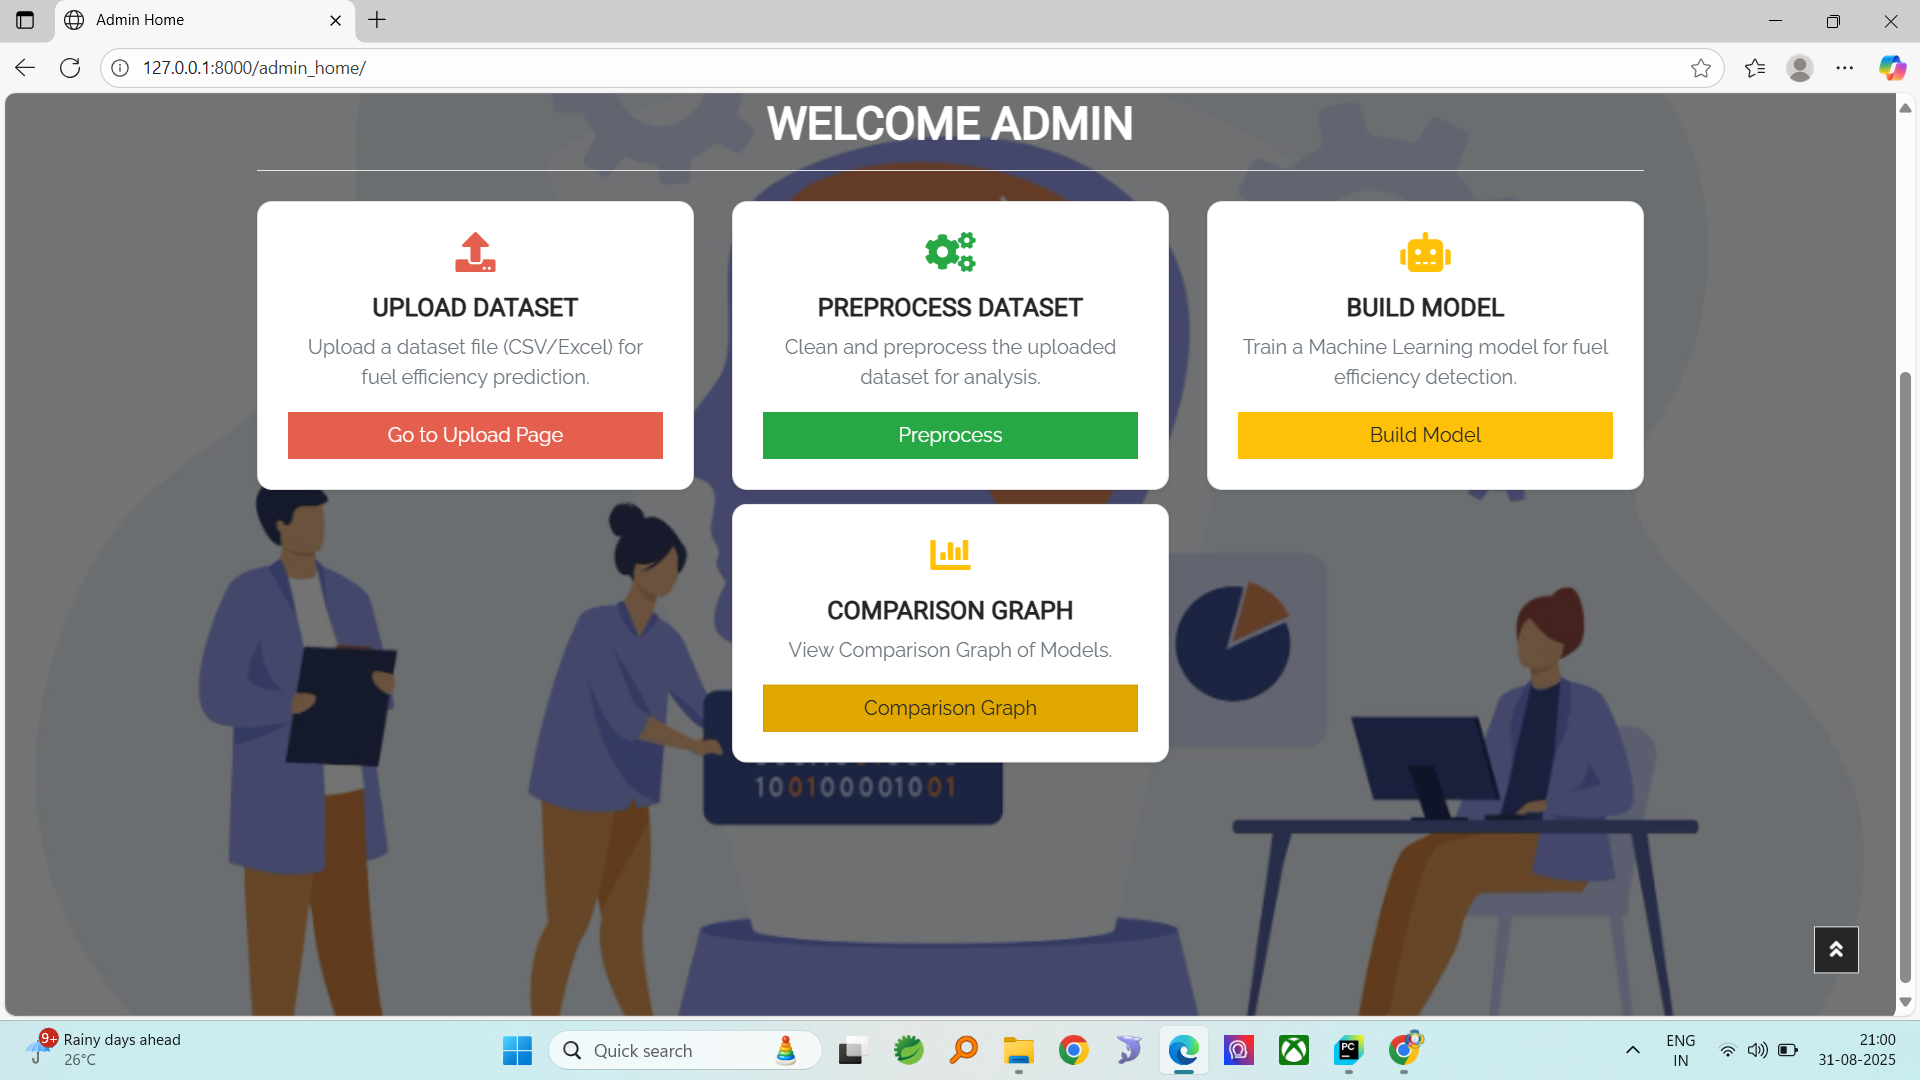 Admin Home
127.0.0.1:8000/admin_home/
WELCOME ADMIN
UPLOAD DATASET
Upload a dataset file (CSV/Excel) for
fuel efficiency prediction.
Go to Upload Page
PREPROCESS DATASET
Clean and preprocess the uploaded
dataset for analysis.
Preprocess
BUILD MODEL
Train a Machine Learning model for fuel
efficiency detection.
Build Model
COMPARISON GRAPH
View Comparison Graph of Models.
Comparison Graph
1001000001001
9+
Rainy days ahead
26°C
Quick search
PC
ENG
IN
21:00
31-08-2025